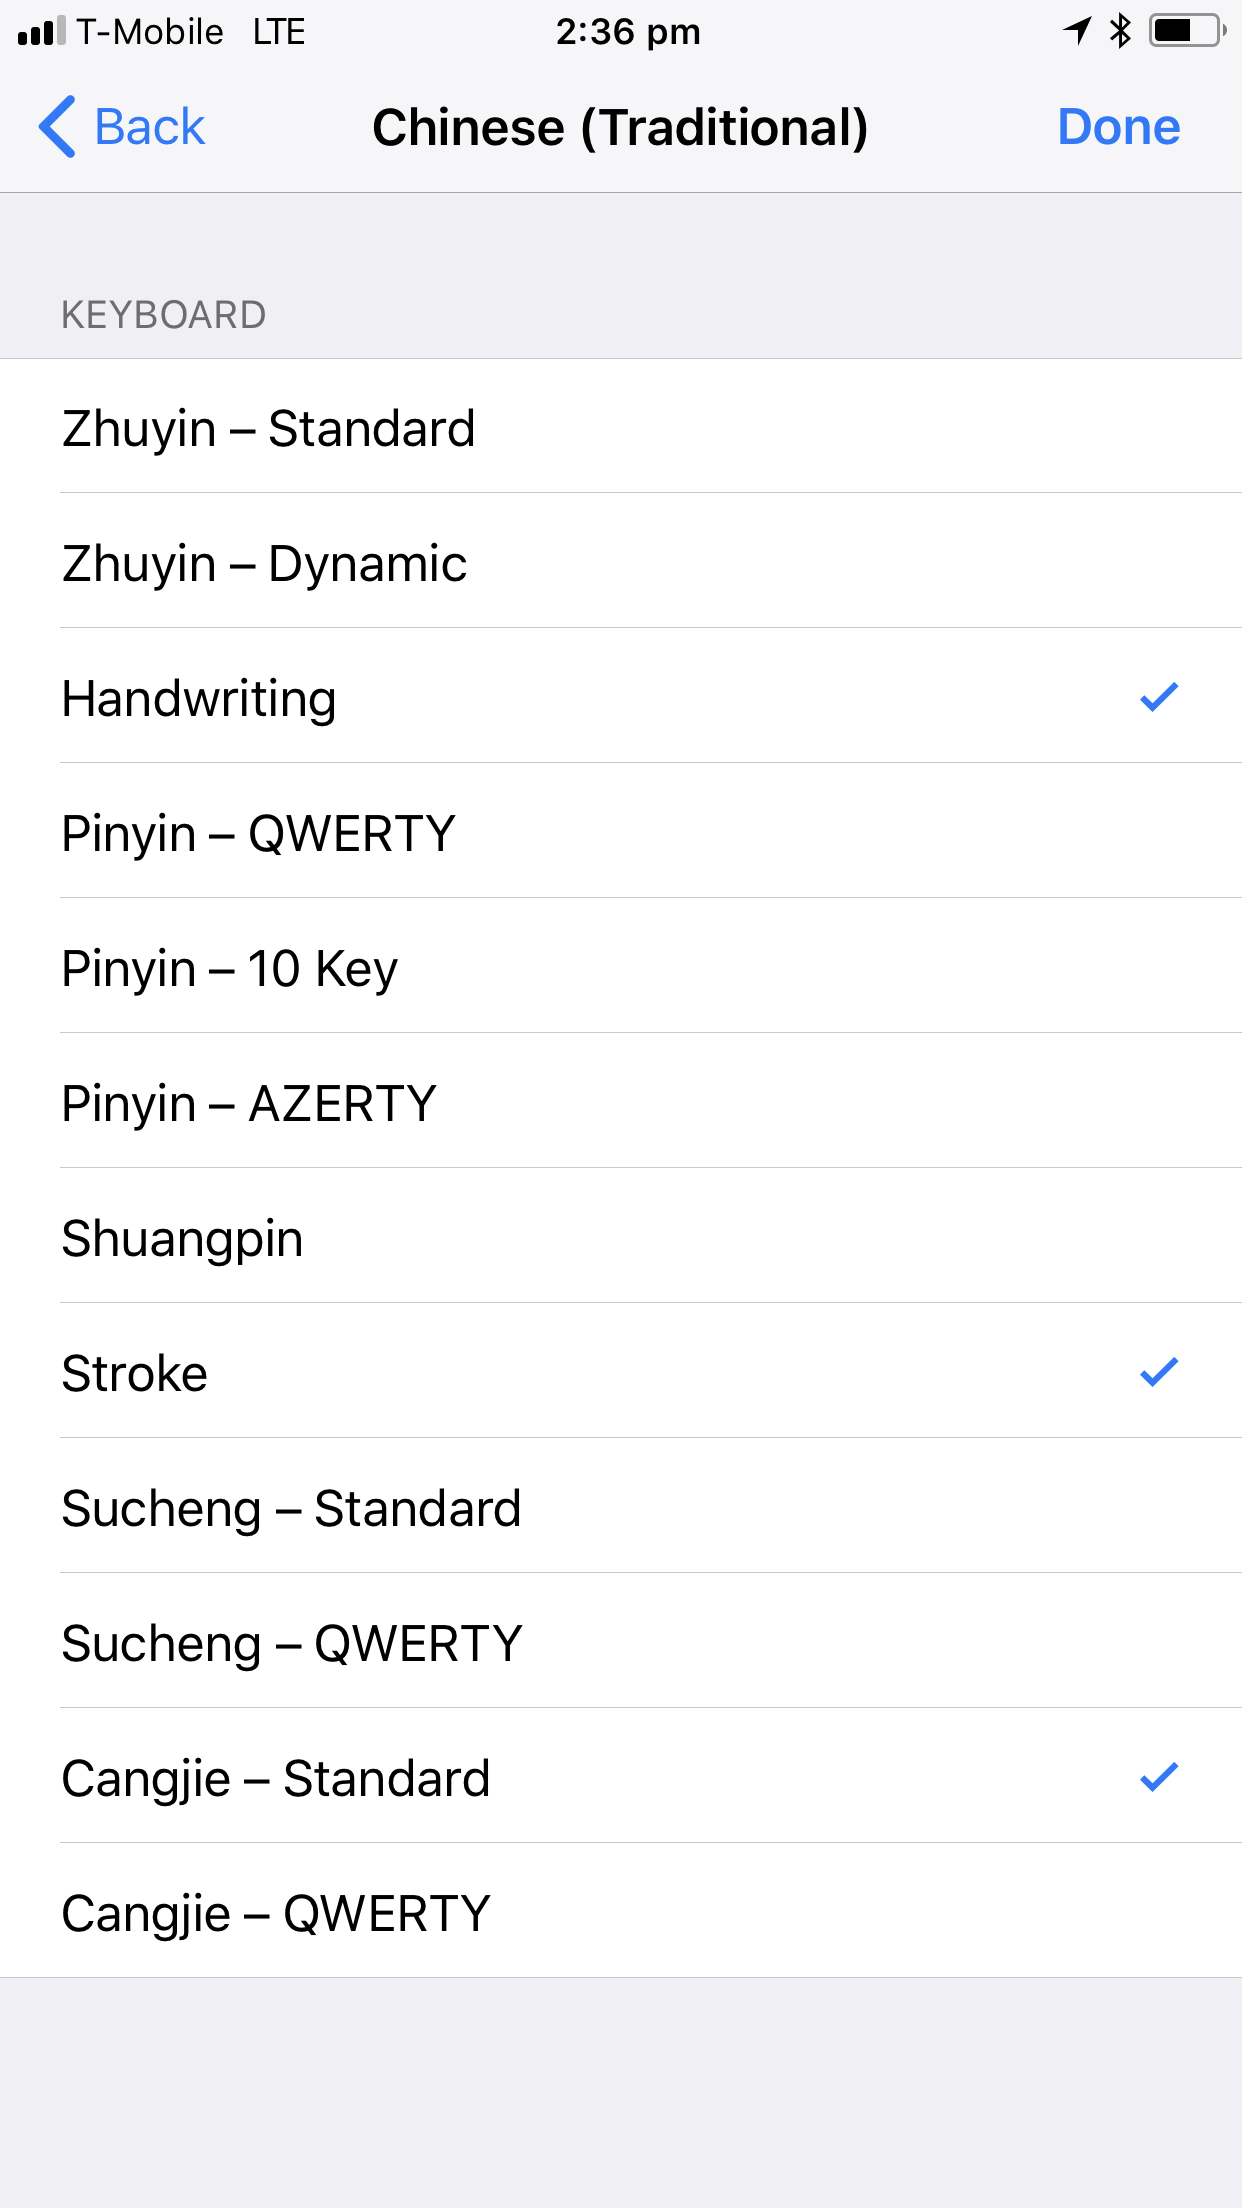 T-Mobile LTE 2:36 pm
Back Chinese (Traditional) Done
KEYBOARD
Zhuyin – Standard
Zhuyin – Dynamic
Handwriting
Pinyin – QWERTY
Pinyin – 10 Key
Pinyin – AZERTY
Shuangpin
Stroke
Sucheng – Standard
Sucheng – QWERTY
Cangjie – Standard
Cangjie – QWERTY